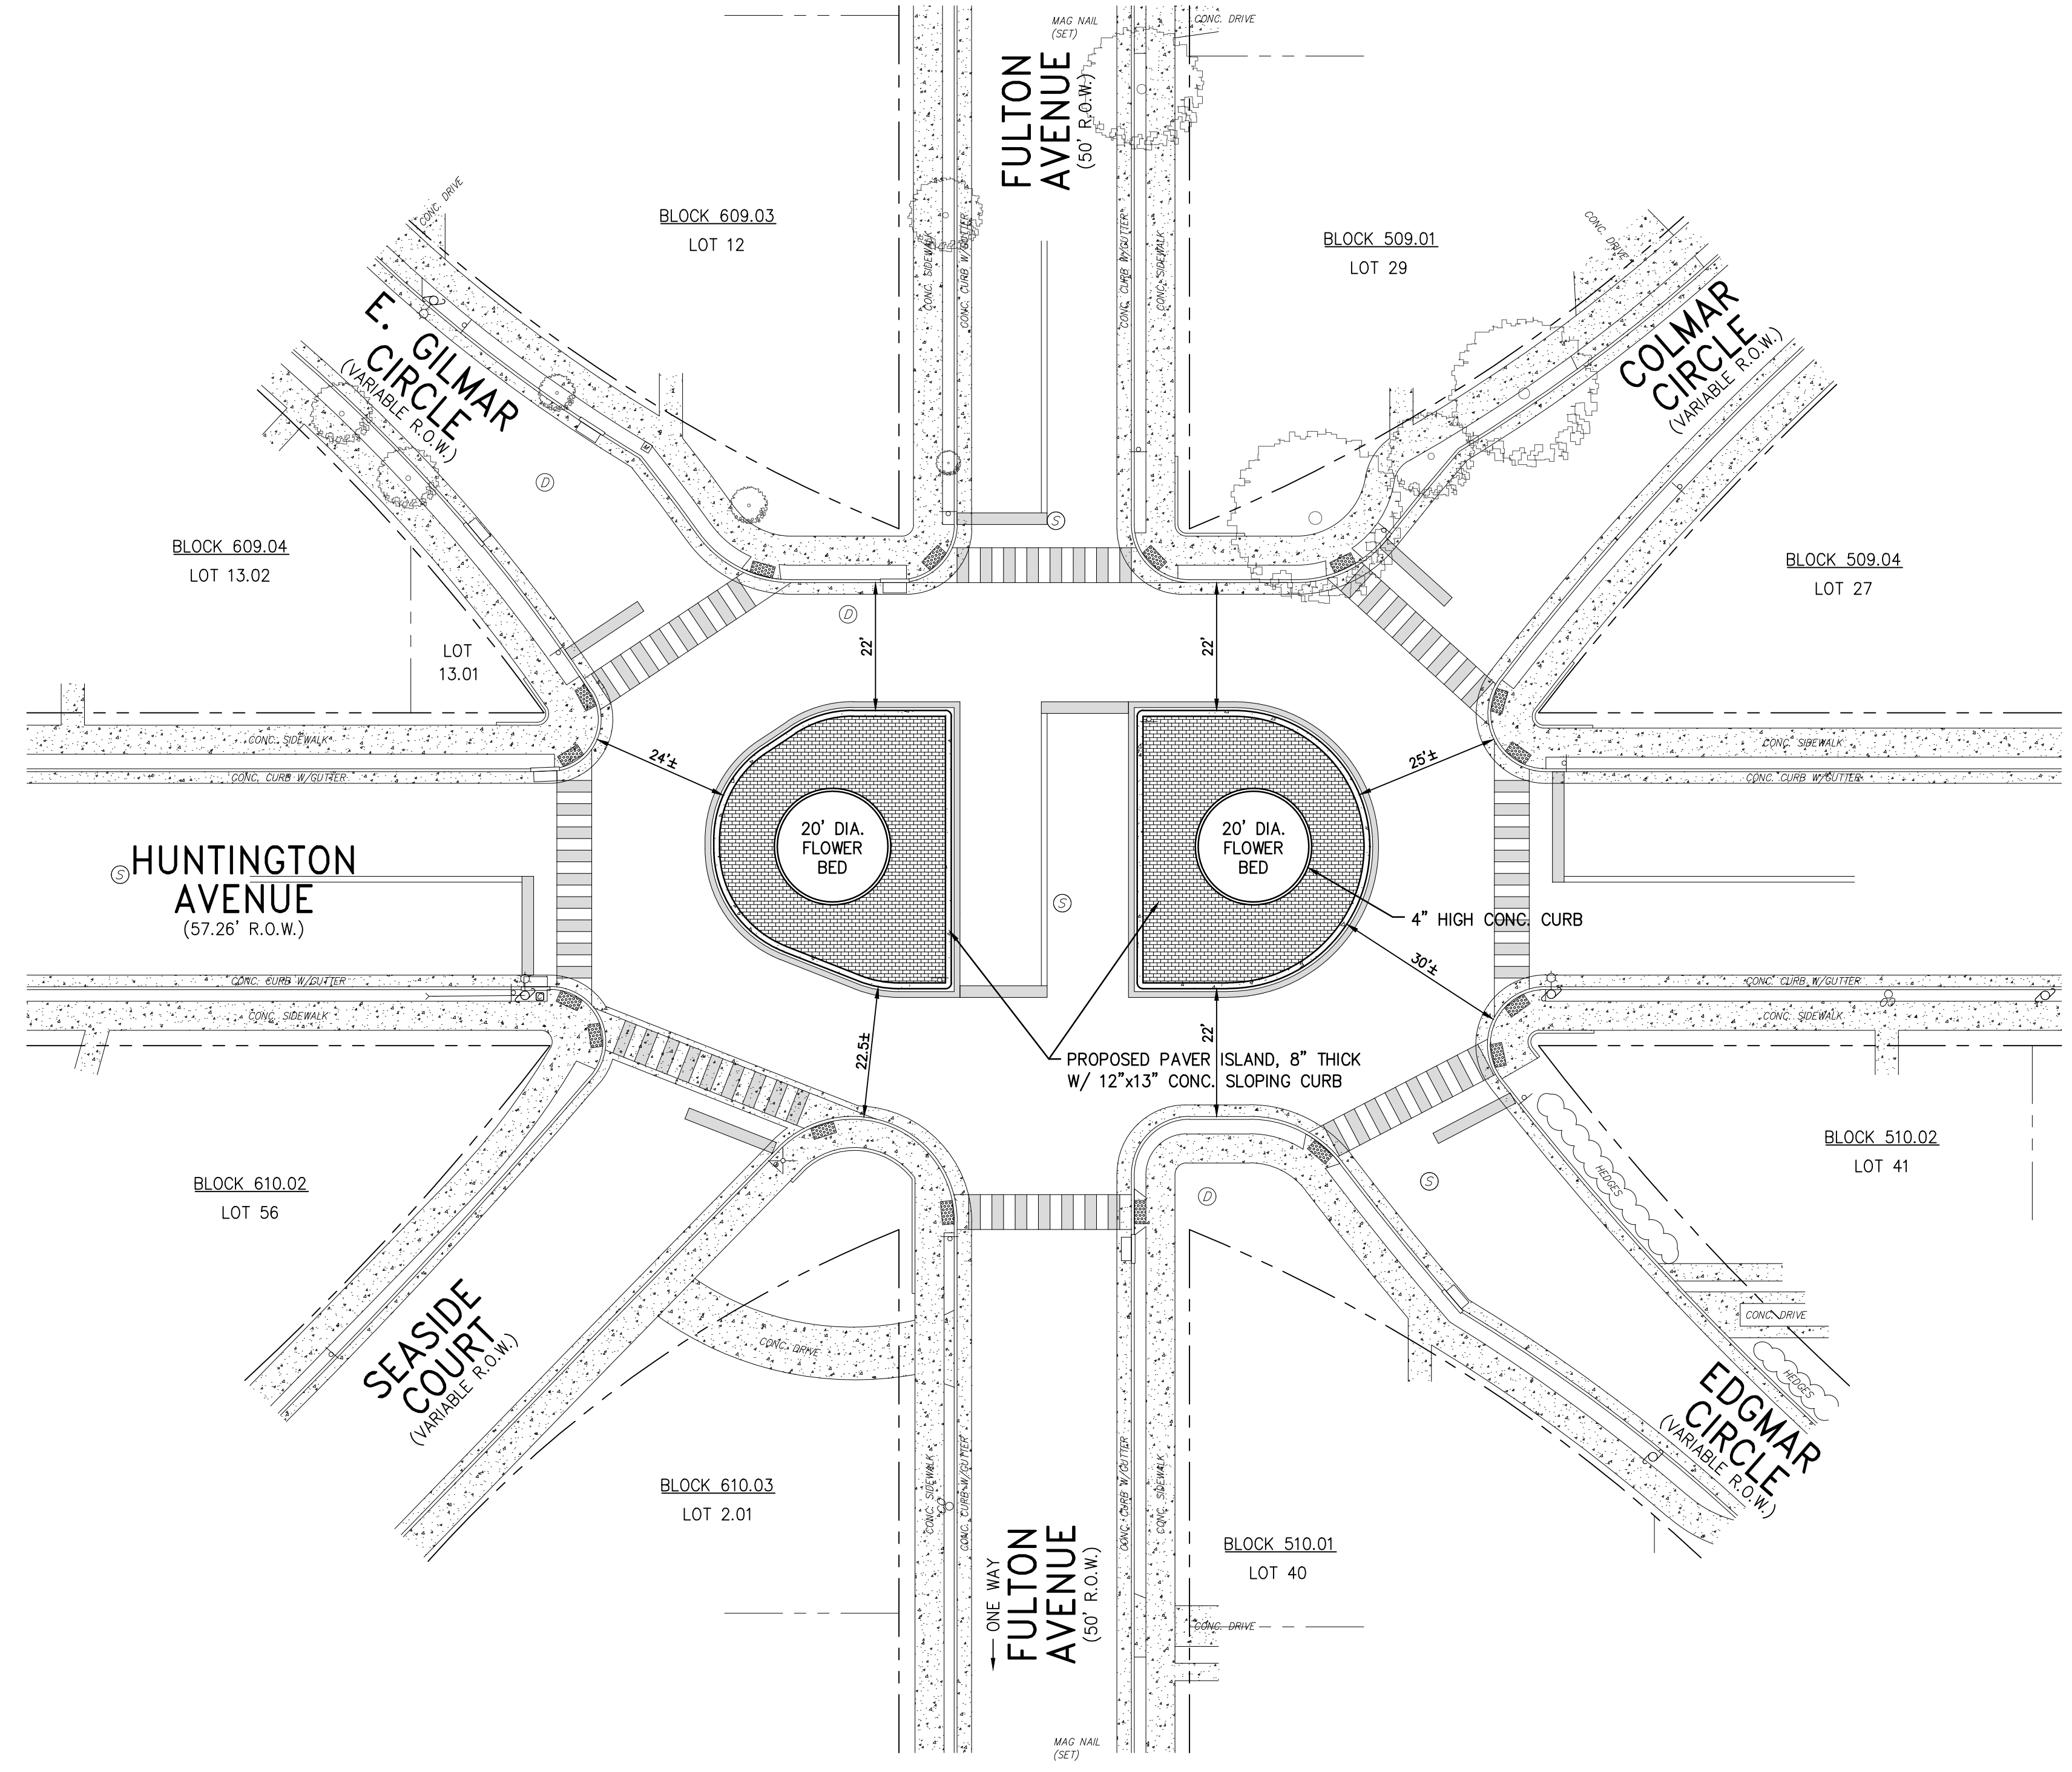 MAG NAIL
(SET)
CONC. DRIVE
FULTON
AVENUE
(50' R.O.W.)
CONC. DRIVE
BLOCK 609.03
LOT 12
CONC. SIDEWALK
CONC. CURB W/GUTTER
CONC. CURB W/GUTTER
CONC. SIDEWALK
BLOCK 509.01
LOT 29
CONC. DRIVE
E. GILMAR
CIRCLE
(VARIABLE R.O.W.)
COLMAR
CIRCLE
(VARIABLE R.O.W.)
M
D
S
BLOCK 609.04
LOT 13.02
LOT
13.01
BLOCK 509.04
LOT 27
D
22'
22'
CONC. SIDEWALK
CONC. CURB W/GUTTER
24'±
25'±
CONC. SIDEWALK
CONC. CURB W/GUTTER
20' DIA.
FLOWER
BED
20' DIA.
FLOWER
BED
S
HUNTINGTON
AVENUE
(57.26' R.O.W.)
S
4" HIGH CONC. CURB
30'±
CONC. CURB W/GUTTER
CONC. SIDEWALK
CONC. CURB W/GUTTER
CONC. SIDEWALK
22.5±
22'
PROPOSED PAVER ISLAND, 8" THICK
W/ 12"x13" CONC. SLOPING CURB
BLOCK 610.02
LOT 56
D
S
HEDGES
BLOCK 510.02
LOT 41
SEASIDE
COURT
(VARIABLE R.O.W.)
CONC. DRIVE
CONC. DRIVE
HEDGES
EDGMAR
CIRCLE
(VARIABLE R.O.W.)
BLOCK 610.03
LOT 2.01
CONC. SIDEWALK
CONC. CURB W/GUTTER
CONC. CURB W/GUTTER
CONC. SIDEWALK
ONE WAY
FULTON
AVENUE
(50' R.O.W.)
BLOCK 510.01
LOT 40
CONC. DRIVE
MAG NAIL
(SET)